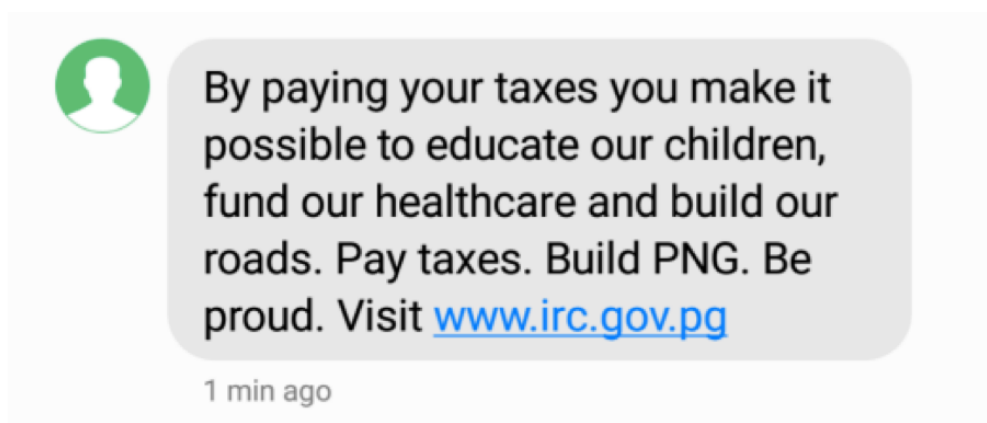 By paying your taxes you make it
possible to educate our children,
fund our healthcare and build our
roads. Pay taxes. Build PNG. Be
proud. Visit www.irc.gov.pg
1 min ago